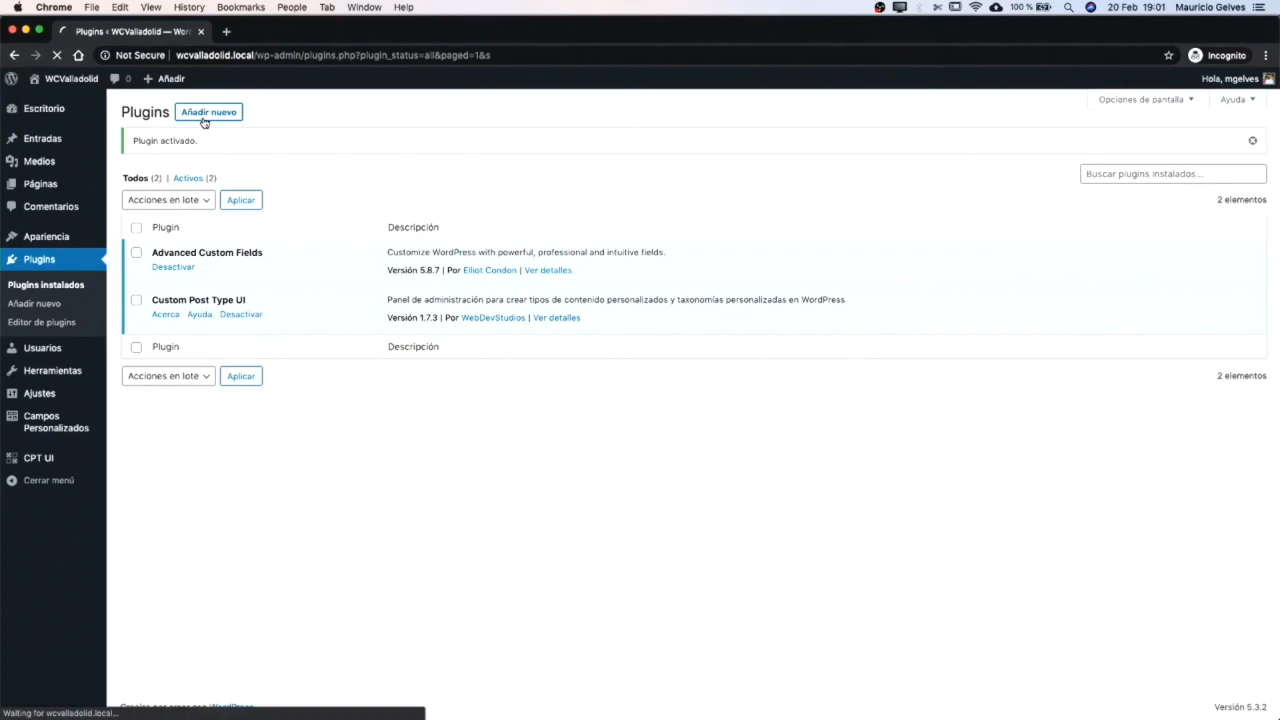 Chrome File Edit View History Bookmarks People Tab Window Help 100 % 20 Feb 19:01 Mauricio Gelves
Plugins ‹ WCValladolid — Wor
Not Secure | wcvalladolid.local/wp-admin/plugins.php?plugin_status=all&paged=1&s Incognito
WCValladolid 0 + Añadir Hola, mgelves
Escritorio
Entradas
Medios
Páginas
Comentarios
Apariencia
Plugins
Plugins instalados
Añadir nuevo
Editor de plugins
Usuarios
Herramientas
Ajustes
Campos
Personalizados
CPT UI
Cerrar menú
Plugins Añadir nuevo Opciones de pantalla Ayuda
Plugin activado.
Todos (2) | Activos (2) Buscar plugins instalados...
Acciones en lote Aplicar 2 elementos
Plugin Descripción
Advanced Custom Fields Customize WordPress with powerful, professional and intuitive fields.
Desactivar Versión 5.8.7 | Por Elliot Condon | Ver detalles
Custom Post Type UI Panel de administración para crear tipos de contenido personalizados y taxonomías personalizadas en WordPress
Acerca Ayuda Desactivar Versión 1.7.3 | Por WebDevStudios | Ver detalles
Plugin Descripción
Acciones en lote Aplicar 2 elementos
WordPress Versión 5.3.2
Waiting for wcvalladolid.local...